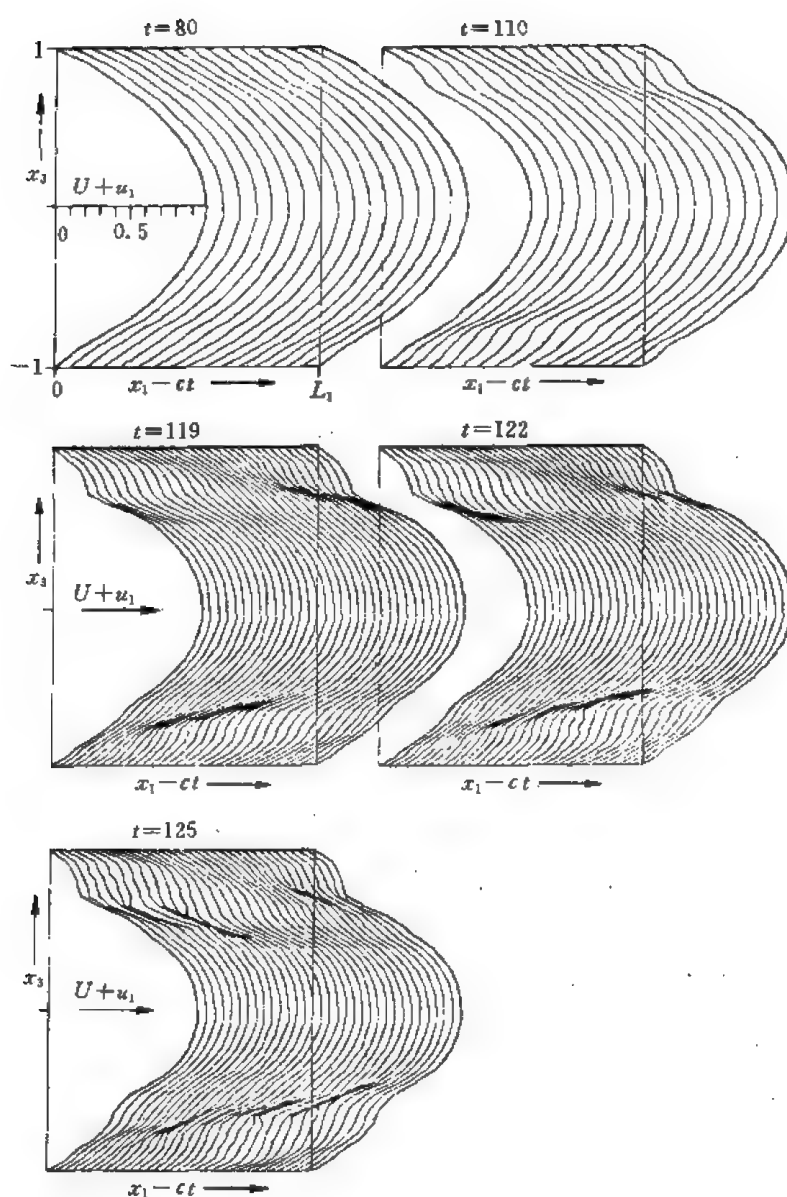 t=80
t=110
1
x₃
U+u₁
0 0.5
-1
0 x₁-ct L₁
x₁-ct
t=119
t=122
x₃
U+u₁
x₁-ct
x₁-ct
t=125
x₃
U+u₁
x₁-ct